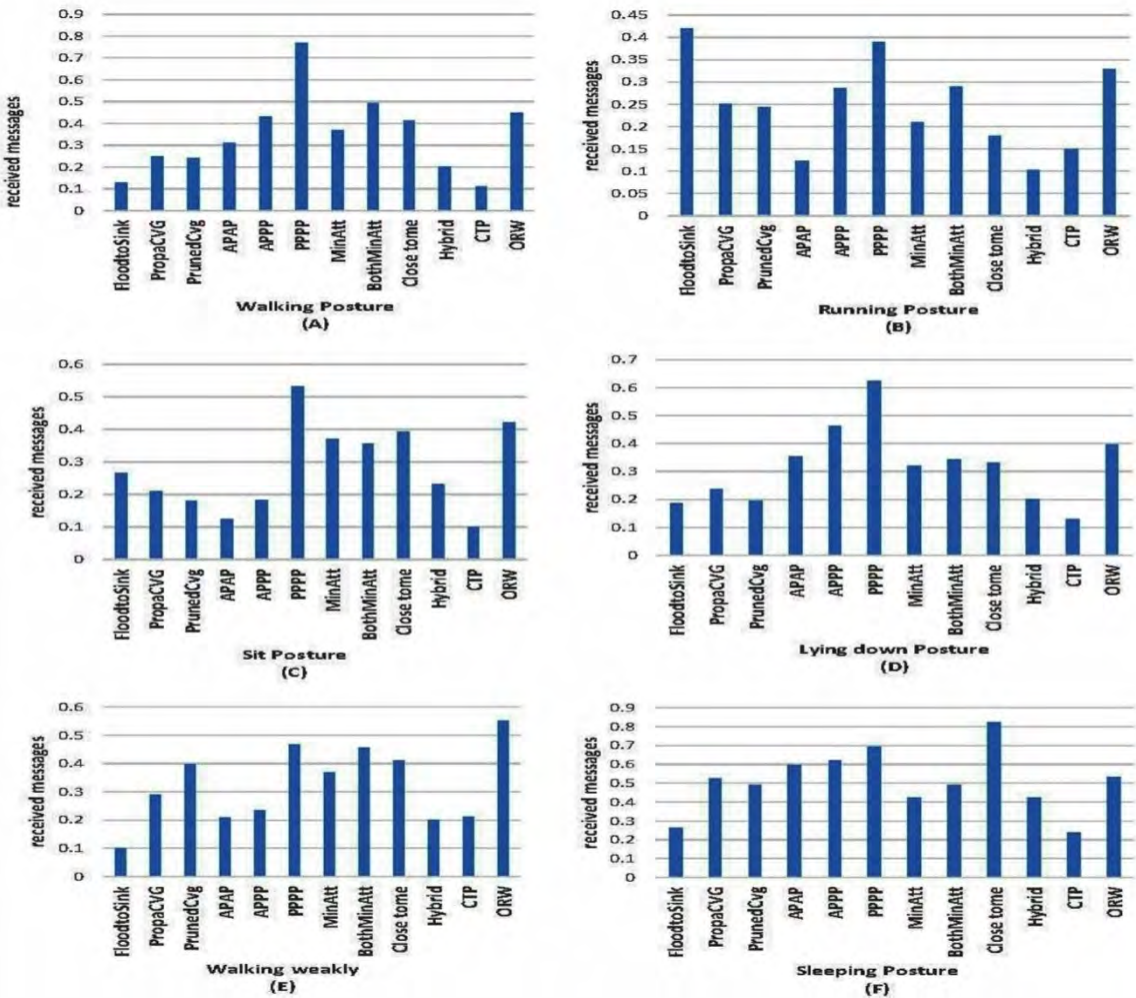 0.9
0.8
0.7
0.6
0.5
0.4
0.3
0.2
0.1
0
received messages
FloodtoSink
PropaCVG
PrunedCvg
APAP
APPP
PPPP
MinAtt
BothMinAtt
Close tome
Hybrid
CTP
ORW
Walking Posture
(A)
0.45
0.4
0.35
0.3
0.25
0.2
0.15
0.1
0.05
0
received messages
FloodtoSink
PropaCVG
PrunedCvg
APAP
APPP
PPPP
MinAtt
BothMinAtt
Close tome
Hybrid
CTP
ORW
Running Posture
(B)
0.6
0.5
0.4
0.3
0.2
0.1
0
received messages
FloodtoSink
PropaCVG
PrunedCvg
APAP
APPP
PPPP
MinAtt
BothMinAtt
Close tome
Hybrid
CTP
ORW
Sit Posture
(C)
0.7
0.6
0.5
0.4
0.3
0.2
0.1
0
received messages
FloodtoSink
PropaCVG
PrunedCvg
APAP
APPP
PPPP
MinAtt
BothMinAtt
Close tome
Hybrid
CTP
ORW
Lying down Posture
(D)
0.6
0.5
0.4
0.3
0.2
0.1
0
received messages
FloodtoSink
PropaCVG
PrunedCvg
APAP
APPP
PPPP
MinAtt
BothMinAtt
Close tome
Hybrid
CTP
ORW
Walking weakly
(E)
0.9
0.8
0.7
0.6
0.5
0.4
0.3
0.2
0.1
0
received messages
FloodtoSink
PropaCVG
PrunedCvg
APAP
APPP
PPPP
MinAtt
BothMinAtt
Close tome
Hybrid
CTP
ORW
Sleeping Posture
(F)